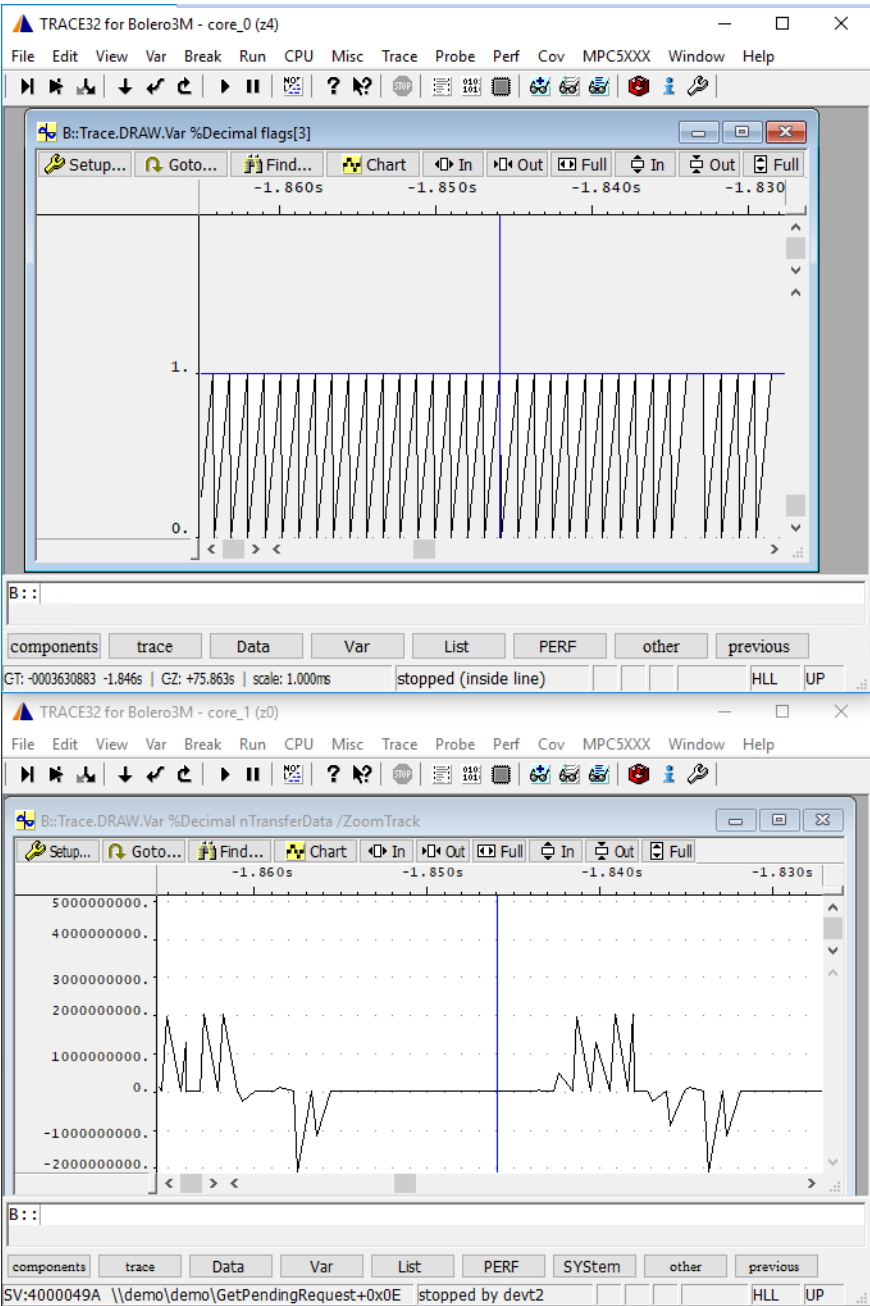 TRACE32 for Bolero3M - core_0 (z4)
File Edit View Var Break Run CPU Misc Trace Probe Perf Cov MPC5XXX Window Help
B::Trace.DRAW.Var %Decimal flags[3]
Setup... Goto... Find... Chart In Out Full In Out Full
-1.860s -1.850s -1.840s -1.830
1.
0.
B::
components trace Data Var List PERF other previous
GT: -0003630883 -1.846s | GZ: +75.863s | scale: 1.000ms stopped (inside line) HLL UP
TRACE32 for Bolero3M - core_1 (z0)
File Edit View Var Break Run CPU Misc Trace Probe Perf Cov MPC5XXX Window Help
B::Trace.DRAW.Var %Decimal nTransferData /ZoomTrack
Setup... Goto... Find... Chart In Out Full In Out Full
-1.860s -1.850s -1.840s -1.830s
5000000000.
4000000000.
3000000000.
2000000000.
1000000000.
0.
-1000000000.
-2000000000.
B::
components trace Data Var List PERF SYStem other previous
SV:4000049A \\demo\demo\GetPendingRequest+0x0E stopped by devt2 HLL UP